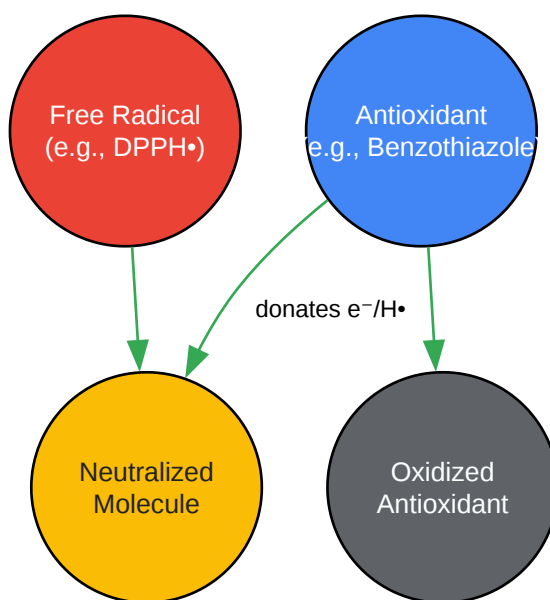 Free Radical
(e.g., DPPH•)
Antioxidant
(e.g., Benzothiazole)
donates e⁻/H•
Neutralized
Molecule
Oxidized
Antioxidant